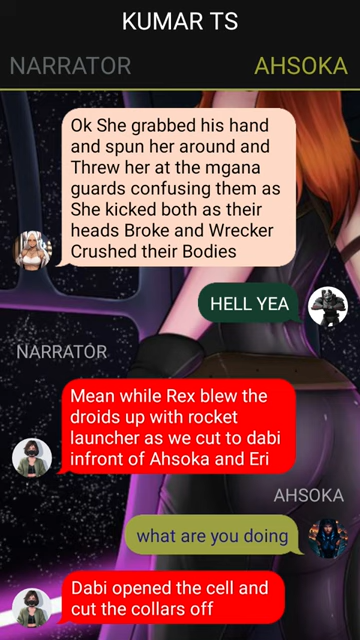 KUMAR TS
NARRATOR
AHSOKA
Ok She grabbed his hand
and spun her around and
Threw her at the mgana
guards confusing them as
She kicked both as their
heads Broke and Wrecker
Crushed their Bodies
HELL YEA
NARRATOR
Mean while Rex blew the
droids up with rocket
launcher as we cut to dabi
infront of Ahsoka and Eri
AHSOKA
what are you doing
Dabi opened the cell and
cut the collars off